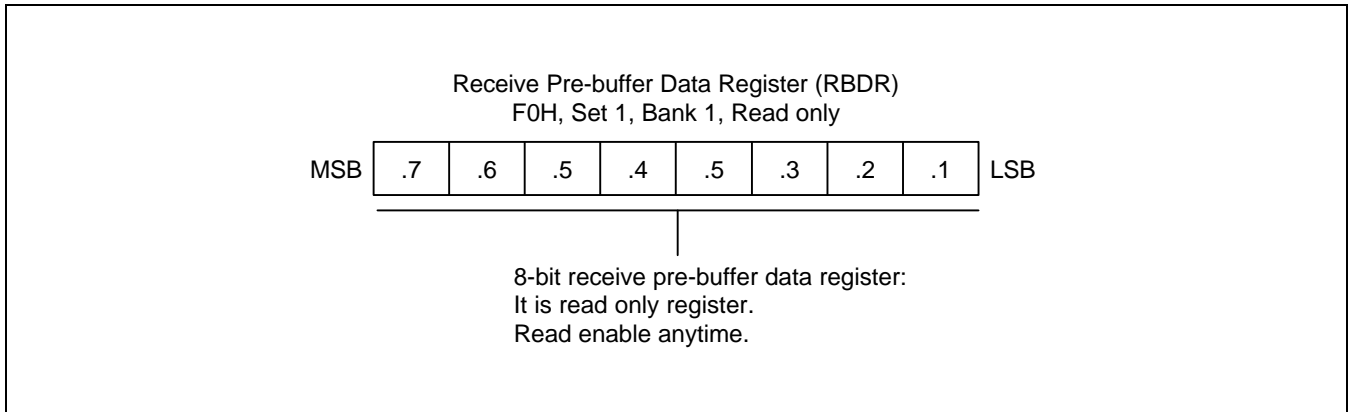 Receive Pre-buffer Data Register (RBDR)
F0H, Set 1, Bank 1, Read only
MSB .7 .6 .5 .4 .5 .3 .2 .1 LSB
8-bit receive pre-buffer data register:
It is read only register.
Read enable anytime.